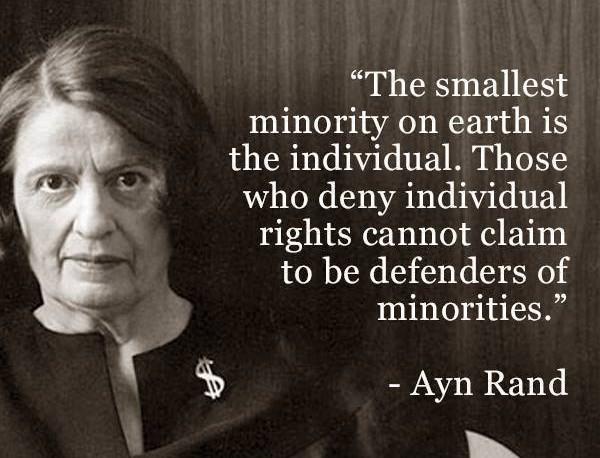 “The smallest
minority on earth is
the individual. Those
who deny individual
rights cannot claim
to be defenders of
minorities.”
- Ayn Rand
$